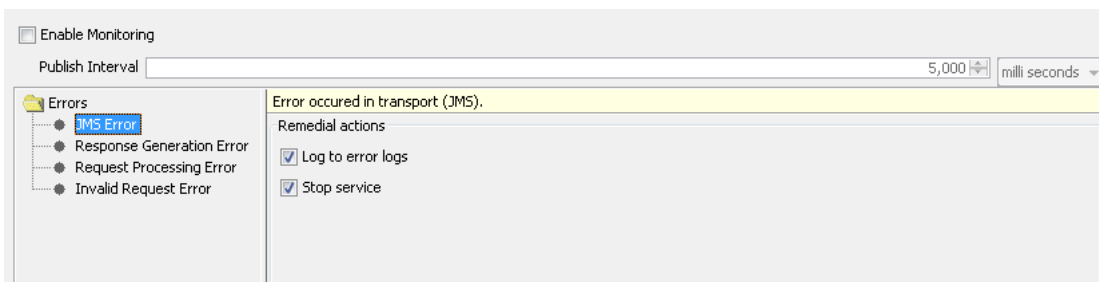 Enable Monitoring
Publish Interval 5,000 milli seconds
Errors
JMS Error
Response Generation Error
Request Processing Error
Invalid Request Error
Error occured in transport (JMS).
Remedial actions
Log to error logs
Stop service